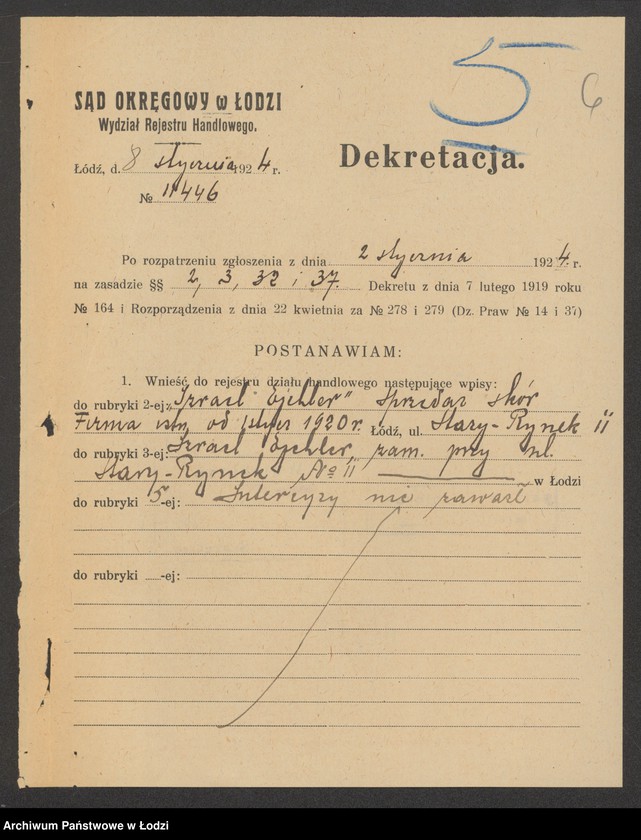 5
6
SĄD OKRĘGOWY w ŁODZI
Wydział Rejestru Handlowego.
Dekretacja.
Łódź, d. 8 stycznia 1924 r.
№ 11446
Po rozpatrzeniu zgłoszenia z dnia 2 stycznia 1924 r.
na zasadzie §§ 2, 3, 32 i 37. Dekretu z dnia 7 lutego 1919 roku
№ 164 i Rozporządzenia z dnia 22 kwietnia za № 278 i 279 (Dz. Praw № 14 i 37)
POSTANAWIAM:
1. Wnieść do rejestru działu handlowego następujące wpisy:
do rubryki 2-ej: "Izrael Ejchler" Sprzedaż skór
Firma istn. od 1920 r. Łódź, ul. Stary-Rynek 11
do rubryki 3-ej: Izrael Ejchler zam. przy ul.
Stary-Rynek № 11 w Łodzi
do rubryki 5-ej: Intercyzy nie zawarł
do rubryki -ej:
Archiwum Państwowe w Łodzi